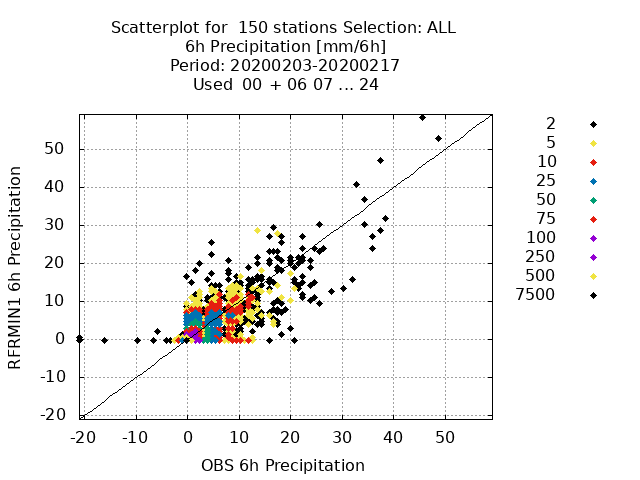 Scatterplot for  150 stations Selection: ALL
6h Precipitation [mm/6h]
Period: 20200203-20200217
Used  00  + 06 07 ... 24
RFRMIN1 6h Precipitation
50
40
30
20
10
0
-10
-20
-20 -10 0 10 20 30 40 50
OBS 6h Precipitation
2
5
10
25
50
75
100
250
500
7500